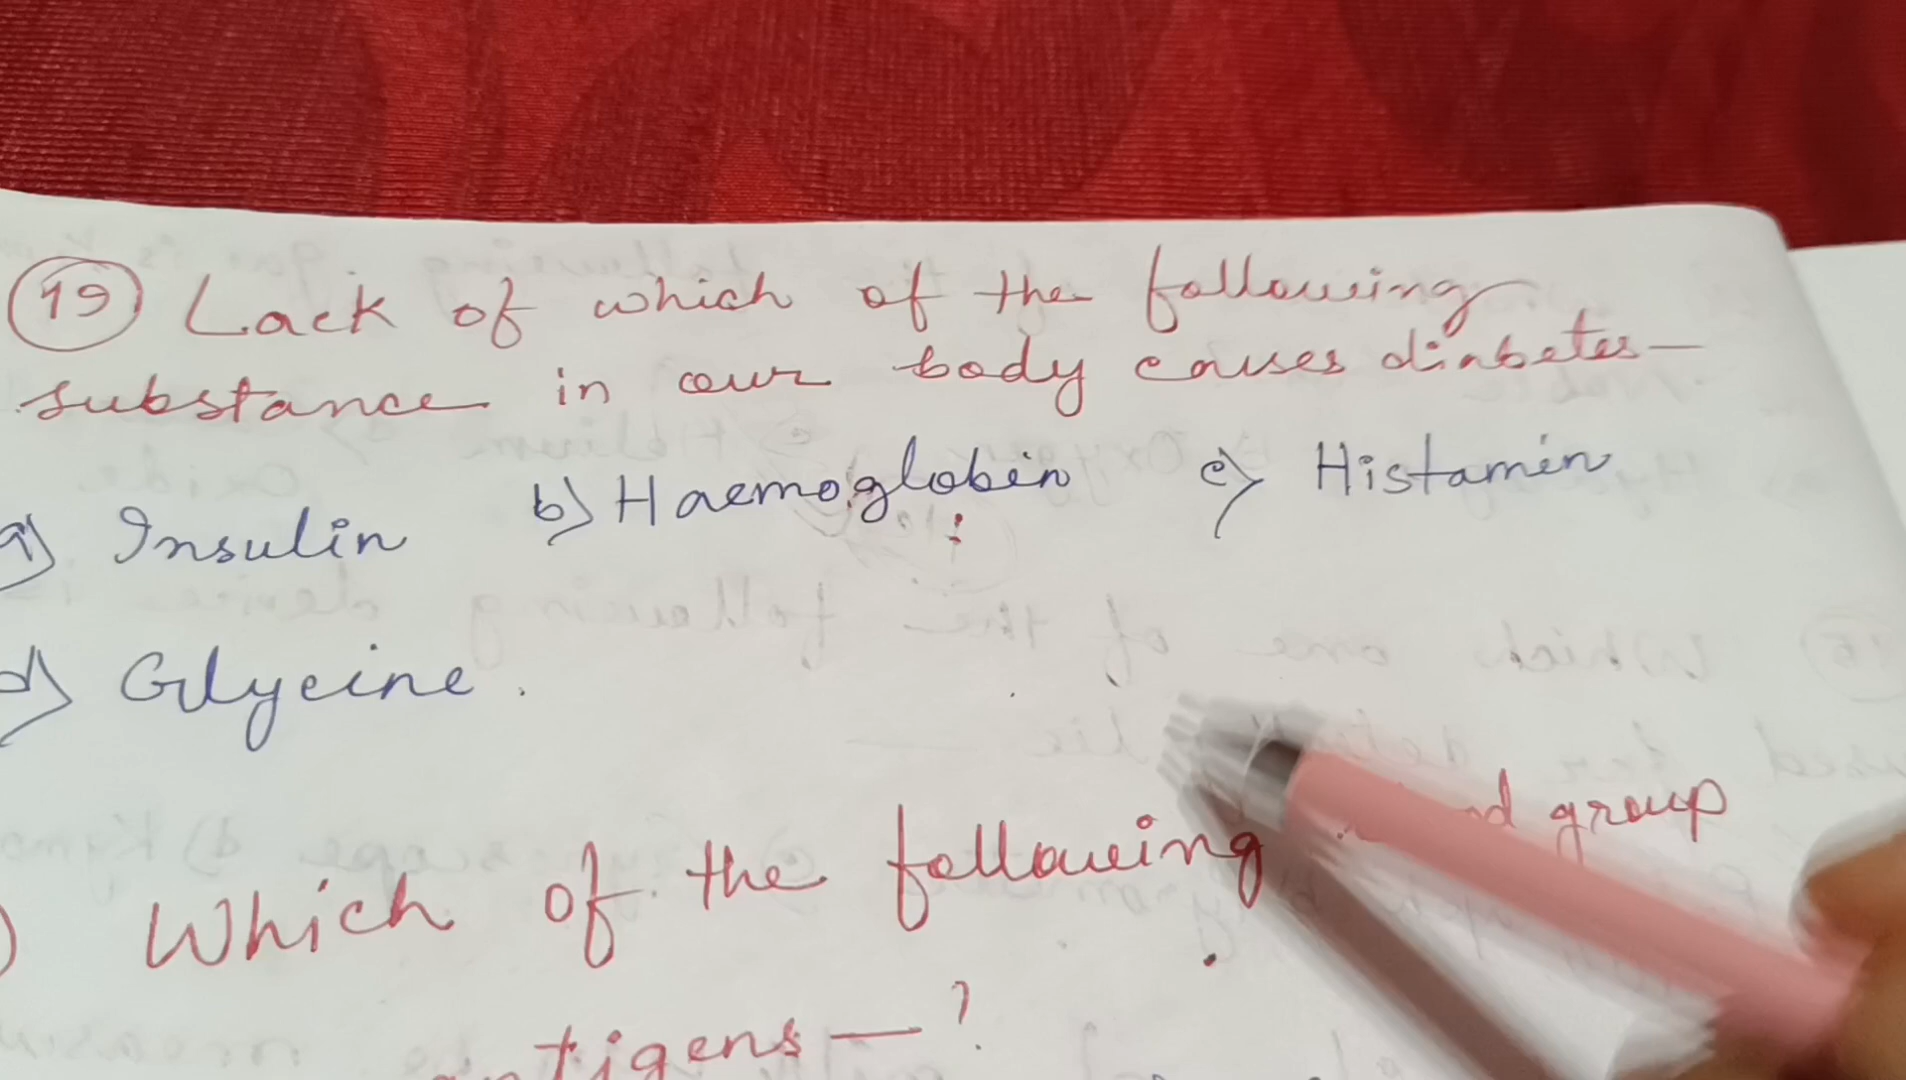 19 Lack of which of the following
substance in our body causes diabetes—
a) Insulin b) Haemoglobin c) Histamin
d) Glycine.
) Which of the following group
antigens — ?